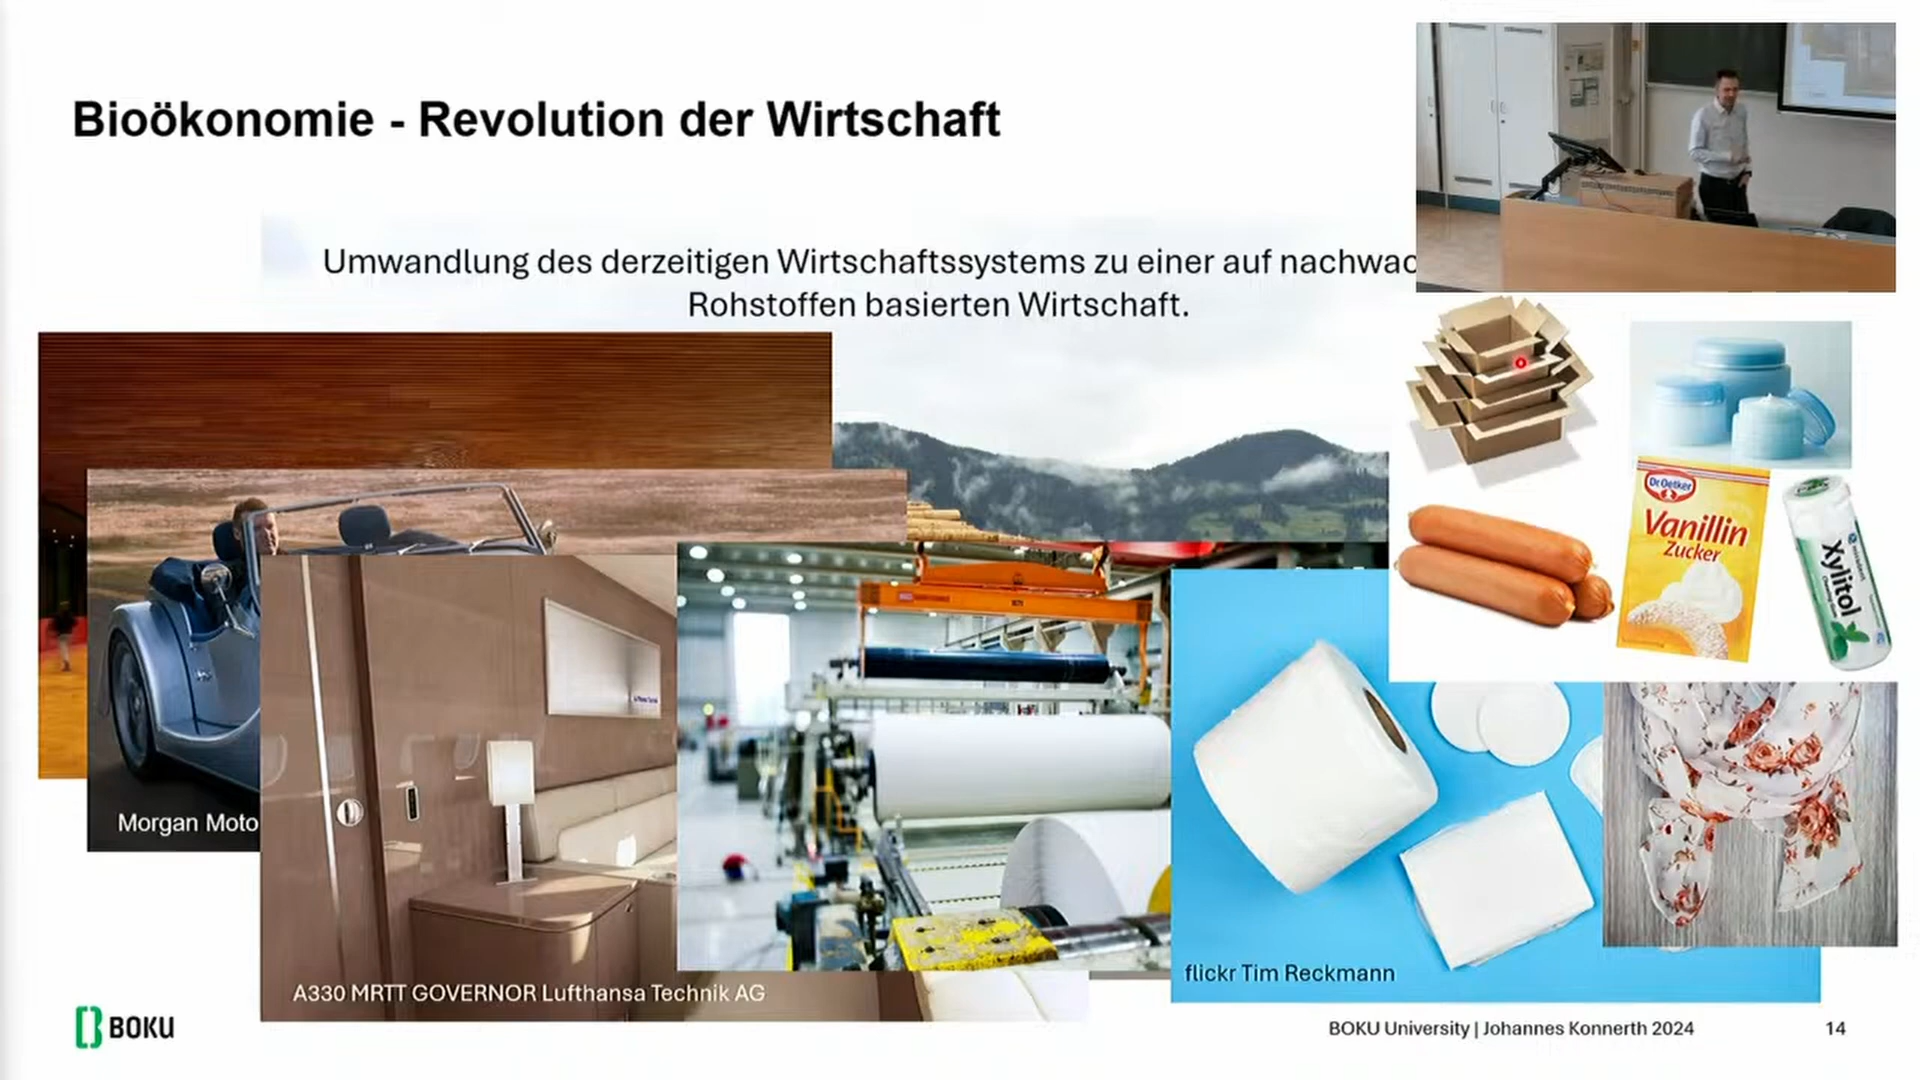 Bioökonomie - Revolution der Wirtschaft
Umwandlung des derzeitigen Wirtschaftssystems zu einer auf nachwac
Rohstoffen basierten Wirtschaft.
Dr. Oetker
Vanillin
Zucker
Xylitol
Morgan Moto
A330 MRTT GOVERNOR Lufthansa Technik AG
flickr Tim Reckmann
BOKU
BOKU University | Johannes Konnerth 2024
14